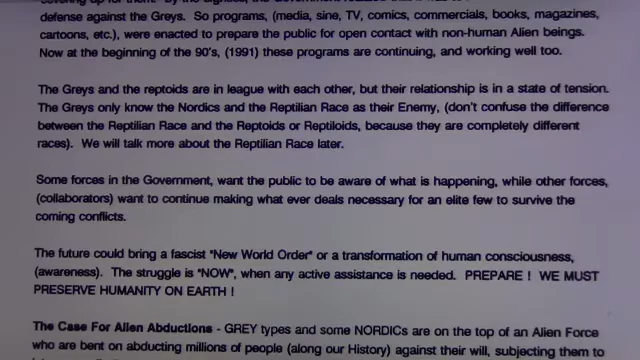 defense against the Greys. So programs, (media, sine, TV, comics, commercials, books, magazines,
cartoons, etc.), were enacted to prepare the public for open contact with non-human Alien beings.
Now at the beginning of the 90's, (1991) these programs are continuing, and working well too.
The Greys and the reptoids are in league with each other, but their relationship is in a state of tension.
The Greys only know the Nordics and the Reptilian Race as their Enemy, (don't confuse the difference
between the Reptilian Race and the Reptoids or Reptiloids, because they are completely different
races). We will talk more about the Reptilian Race later.
Some forces in the Government, want the public to be aware of what is happening, while other forces,
(collaborators) want to continue making what ever deals necessary for an elite few to survive the
coming conflicts.
The future could bring a fascist "New World Order" or a transformation of human consciousness,
(awareness). The struggle is "NOW", when any active assistance is needed. PREPARE ! WE MUST
PRESERVE HUMANITY ON EARTH !
The Case For Alien Abductions - GREY types and some NORDICs are on the top of an Alien Force
who are bent on abducting millions of people (along our History) against their will, subjecting them to